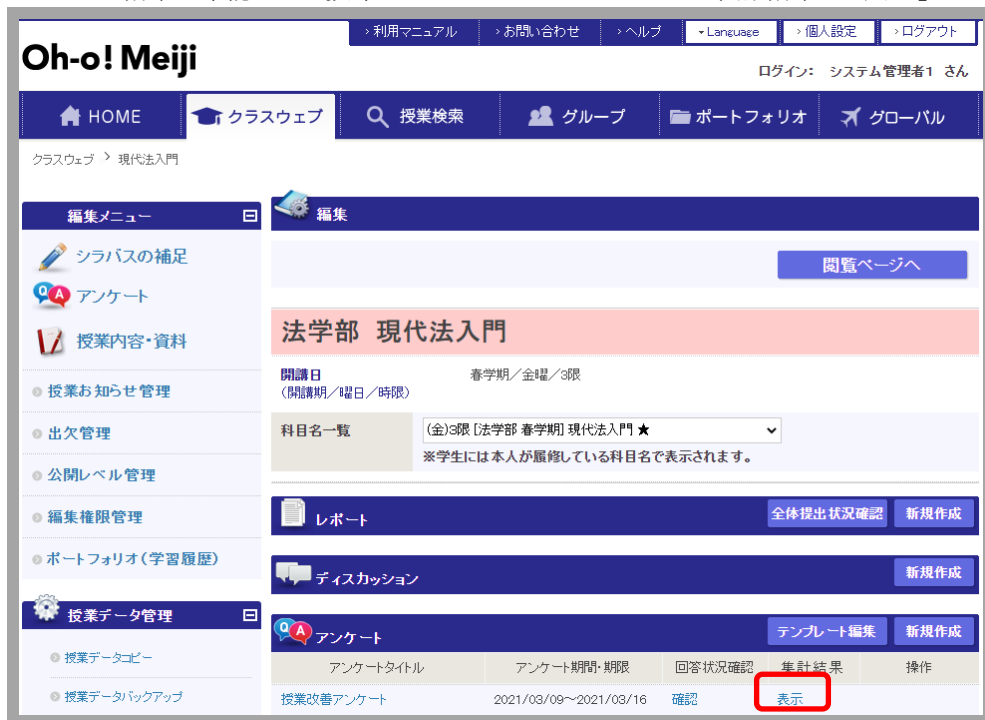 ›利用マニュアル ›お問い合わせ ›ヘルプ ▾Language ›個人設定 ›ログアウト
Oh-o! Meiji
ログイン: システム管理者1 さん
HOME クラスウェブ 授業検索 グループ ポートフォリオ グローバル
クラスウェブ > 現代法入門
編集メニュー
シラバスの補足
Q A アンケート
授業内容・資料
授業お知らせ管理
出欠管理
公開レベル管理
編集権限管理
ポートフォリオ(学習履歴)
授業データ管理
授業データコピー
授業データバックアップ
編集
閲覧ページへ
法学部 現代法入門
開講日 春学期/金曜/3限
(開講期/曜日/時限)
科目名一覧 (金)3限 [法学部 春学期] 現代法入門 ★
※学生には本人が履修している科目名で表示されます。
レポート 全体提出状況確認 新規作成
ディスカッション 新規作成
Q A アンケート テンプレート編集 新規作成
アンケートタイトル アンケート期間・期限 回答状況確認 集計結果 操作
授業改善アンケート 2021/03/09～2021/03/16 確認 表示